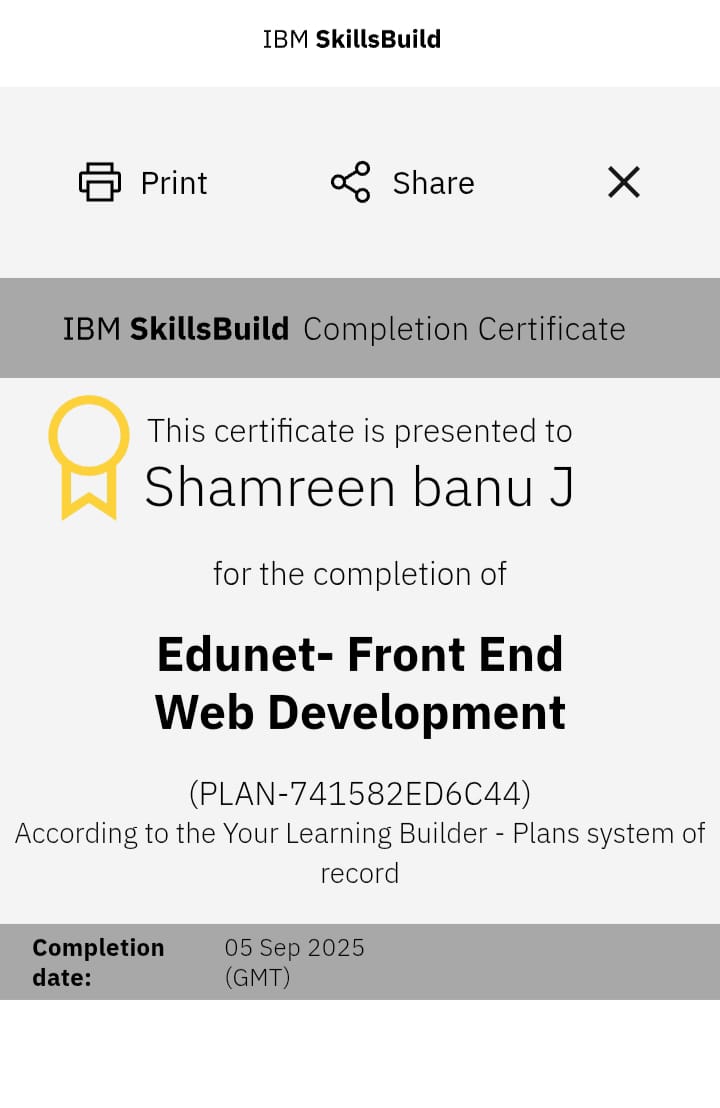 IBM SkillsBuild
Print
Share
IBM SkillsBuild Completion Certificate
This certificate is presented to
Shamreen banu J
for the completion of
Edunet- Front End
Web Development
(PLAN-741582ED6C44)
According to the Your Learning Builder - Plans system of
record
Completion
date:
05 Sep 2025
(GMT)